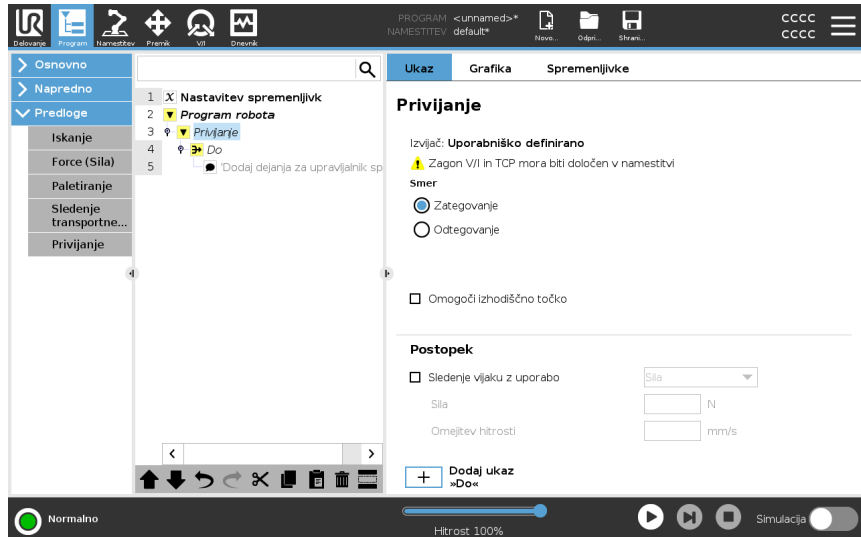 UR
PROGRAM <unnamed>*
NAMESTITEV default*
cccc
cccc
Delovanje Program Namestitev Premik V/I Dnevnik Novo... Odpri... Shrani...
Osnovno
Napredno
Predloge
Iskanje
Force (Sila)
Paletiranje
Sledenje
transportne...
Privijanje
1 X Nastavitev spremenljivk
2 Program robota
3 Privijanje
4 Do
5 'Dodaj dejanja za upravljalnik sp
Ukaz Grafika Spremenljivke
Privijanje
Izvijač: Uporabniško definirano
Zagon V/I in TCP mora biti določen v namestitvi
Smer
Zategovanje
Odtegovanje
Omogoči izhodiščno točko
Postopek
Sledenje vijaku z uporabo Sila
Sila N
Omejitev hitrosti mm/s
Dodaj ukaz
»Do«
Normalno
Hitrost 100%
Simulacija